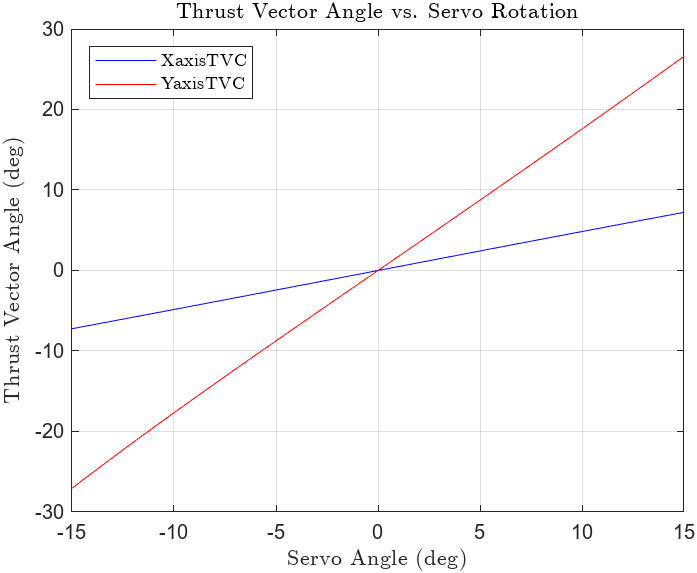 Thrust Vector Angle vs. Servo Rotation
XaxisTVC
YaxisTVC
Thrust Vector Angle (deg)
30
20
10
0
-10
-20
-30
-15
-10
-5
0
5
10
15
Servo Angle (deg)